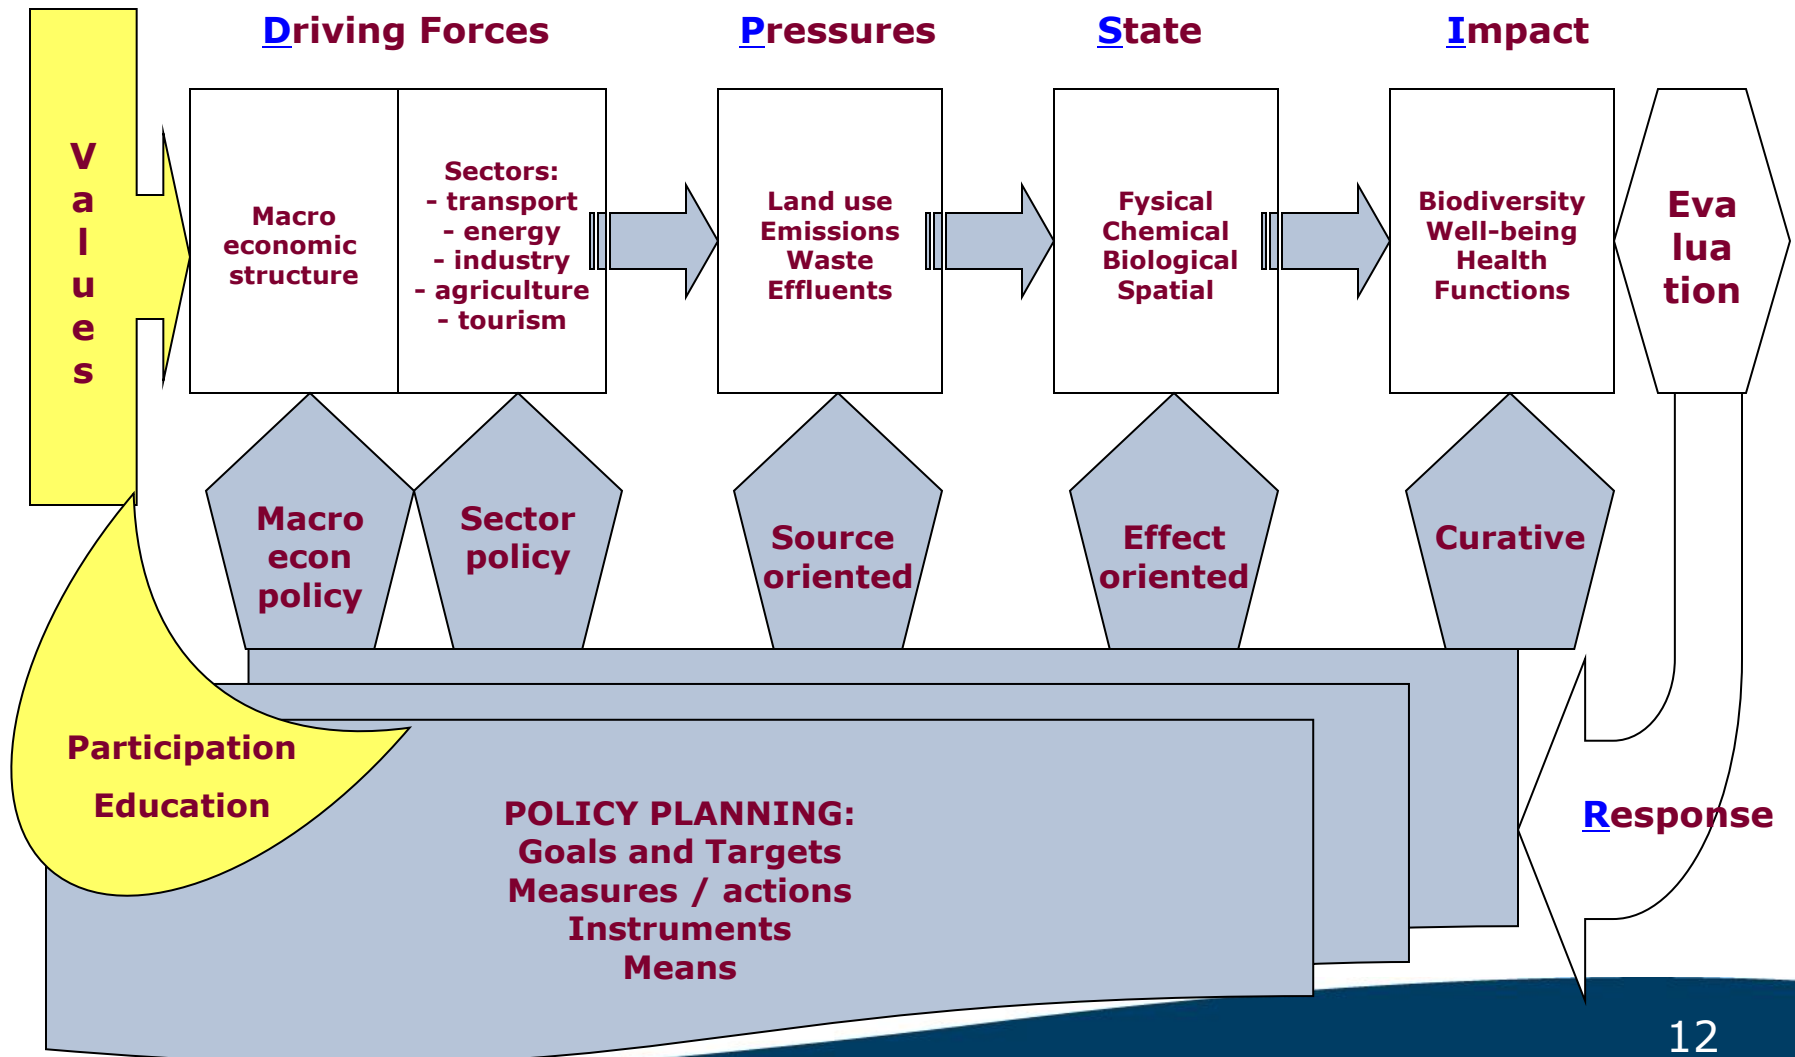 Driving Forces
Pressures
State
Impact
Values
Macro
economic
structure
Sectors:
- transport
- energy
- industry
- agriculture
- tourism
Land use
Emissions
Waste
Effluents
Fysical
Chemical
Biological
Spatial
Biodiversity
Well-being
Health
Functions
Eva
lua
tion
Macro
econ
policy
Sector
policy
Source
oriented
Effect
oriented
Curative
Participation
Education
POLICY PLANNING:
Goals and Targets
Measures / actions
Instruments
Means
Response
12